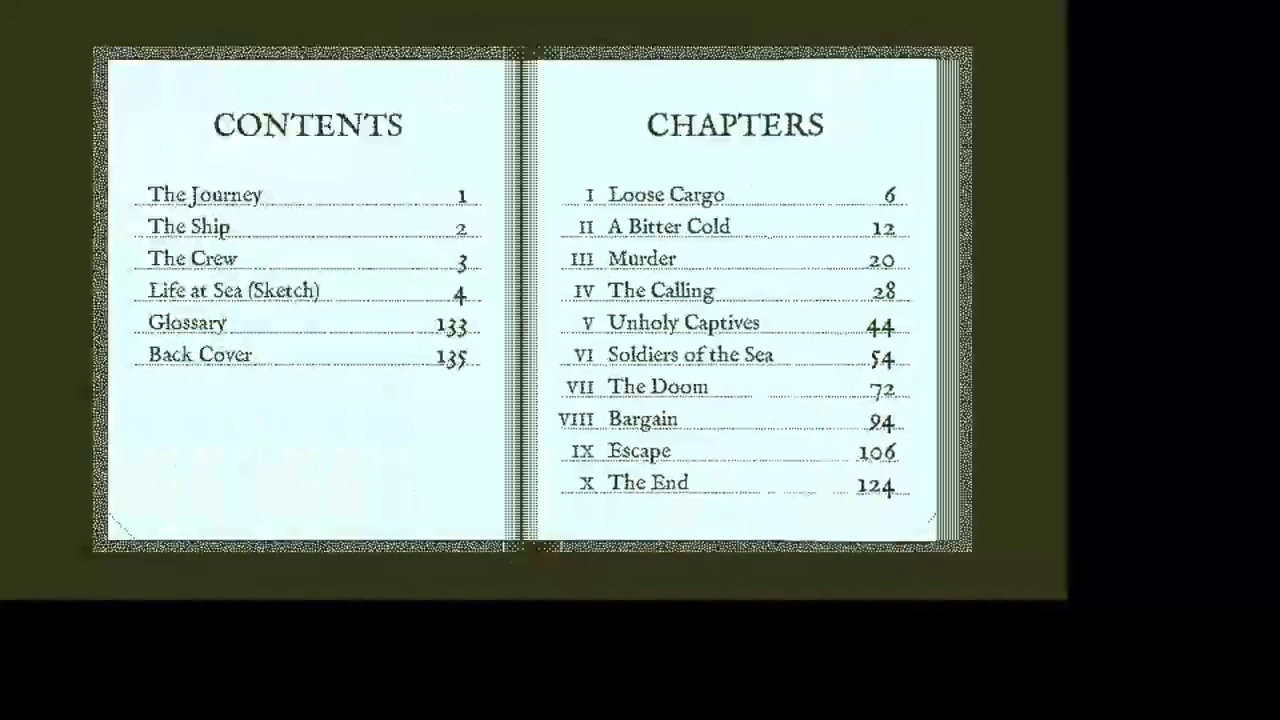 CONTENTS
The Journey 1
The Ship 2
The Crew 3
Life at Sea (Sketch) 4
Glossary 133
Back Cover 135
CHAPTERS
I Loose Cargo 6
II A Bitter Cold 12
III Murder 20
IV The Calling 28
V Unholy Captives 44
VI Soldiers of the Sea 54
VII The Doom 72
VIII Bargain 94
IX Escape 106
X The End 124